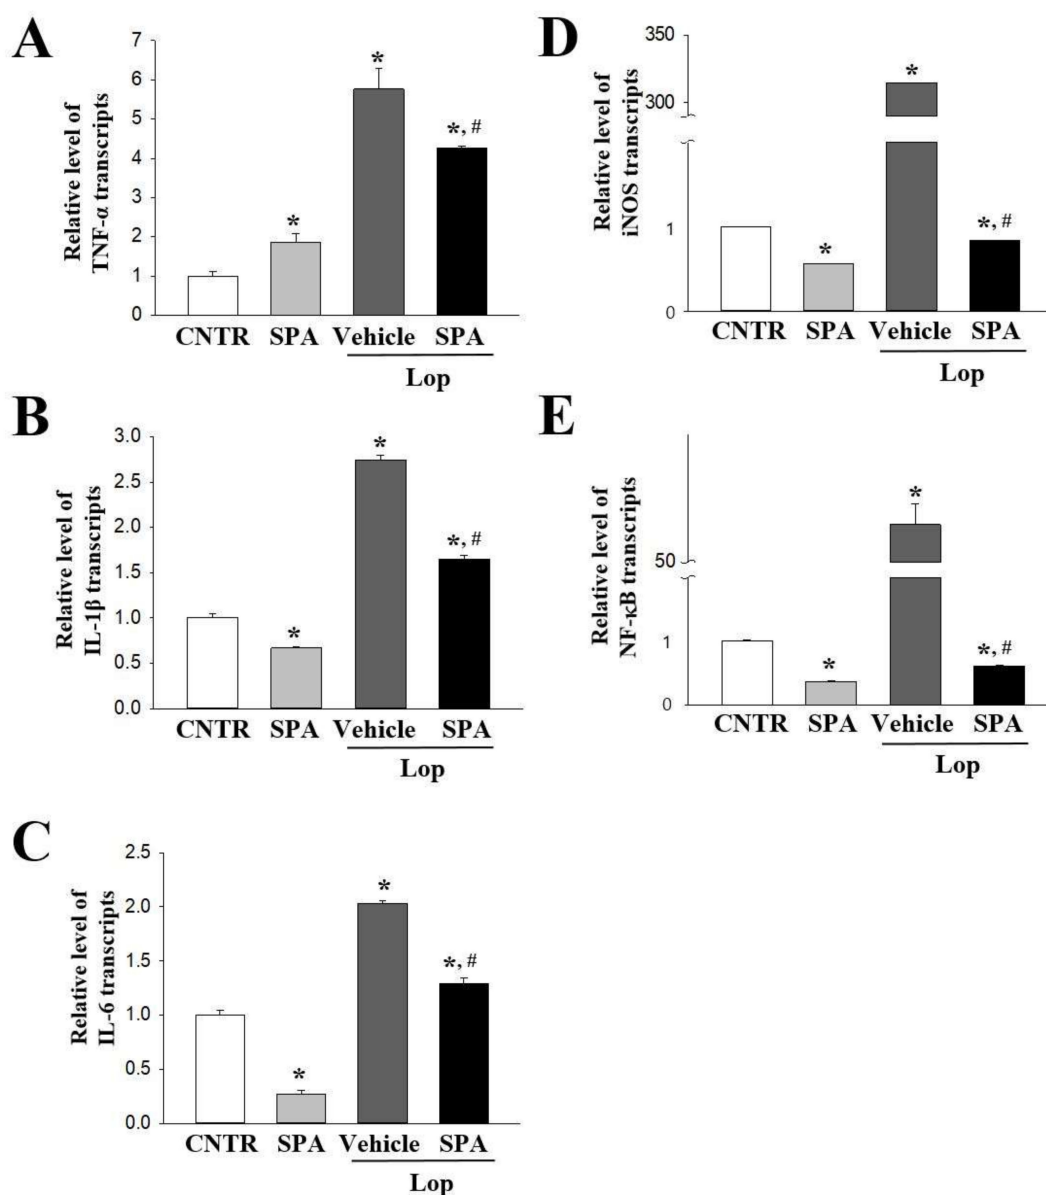 A
Relative level of
TNF-α transcripts
7
6
5
4
3
2
1
0
*
*
*, #
CNTR SPA Vehicle SPA
Lop
B
Relative level of
IL-1β transcripts
3.0
2.5
2.0
1.5
1.0
0.5
0.0
*
*
*, #
CNTR SPA Vehicle SPA
Lop
C
Relative level of
IL-6 transcripts
2.5
2.0
1.5
1.0
0.5
0.0
*
*
*, #
CNTR SPA Vehicle SPA
Lop
D
Relative level of
iNOS transcripts
350
300
1
0
*
*
*, #
CNTR SPA Vehicle SPA
Lop
E
Relative level of
NF-κB transcripts
50
1
0
*
*
*, #
CNTR SPA Vehicle SPA
Lop